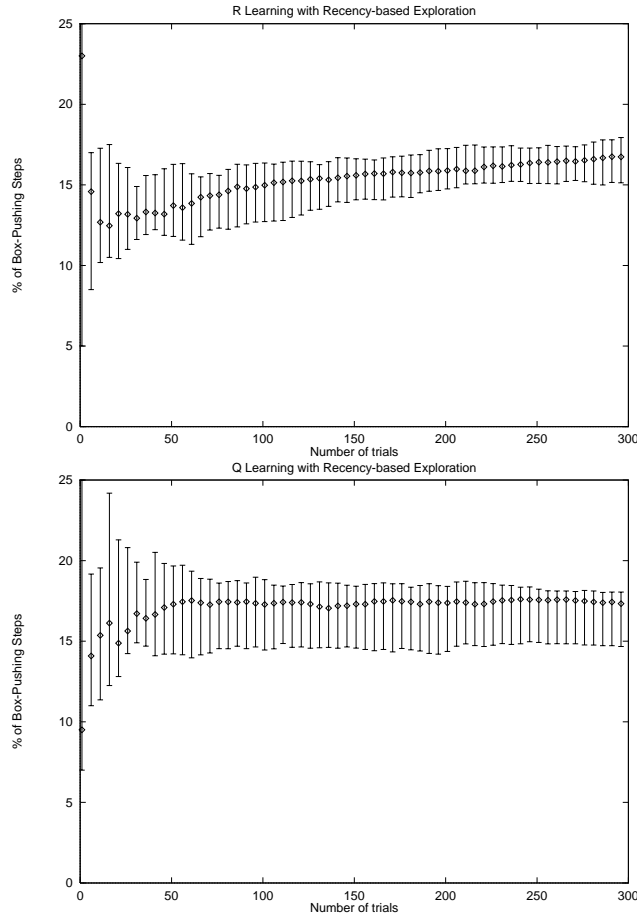 R Learning with Recency-based Exploration
25
20
15
10
5
0
% of Box-Pushing Steps
0 50 100 150 200 250 300
Number of trials
Q Learning with Recency-based Exploration
25
20
15
10
5
0
% of Box-Pushing Steps
0 50 100 150 200 250 300
Number of trials